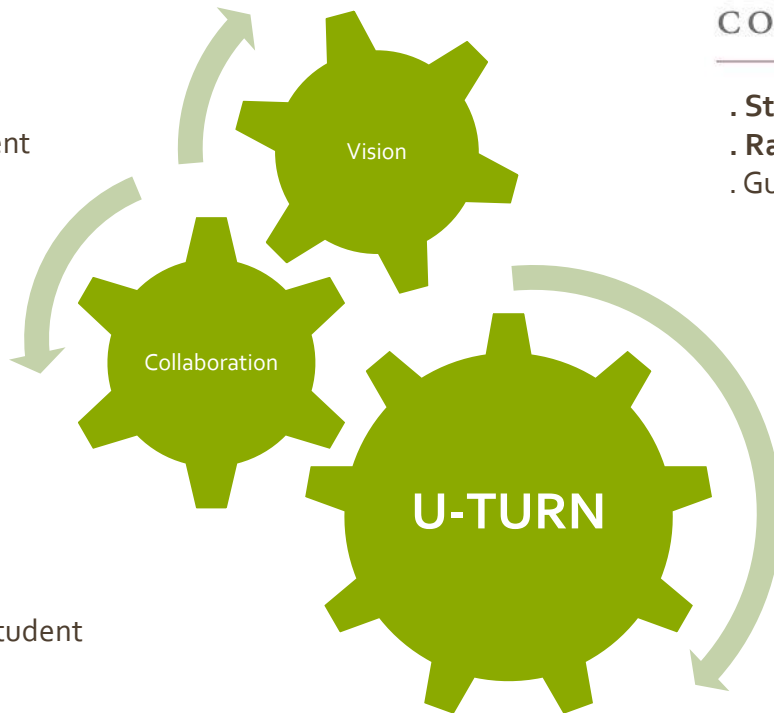 CO
. St
. Ra
. Gu
ent
Vision
Collaboration
U-TURN
tudent